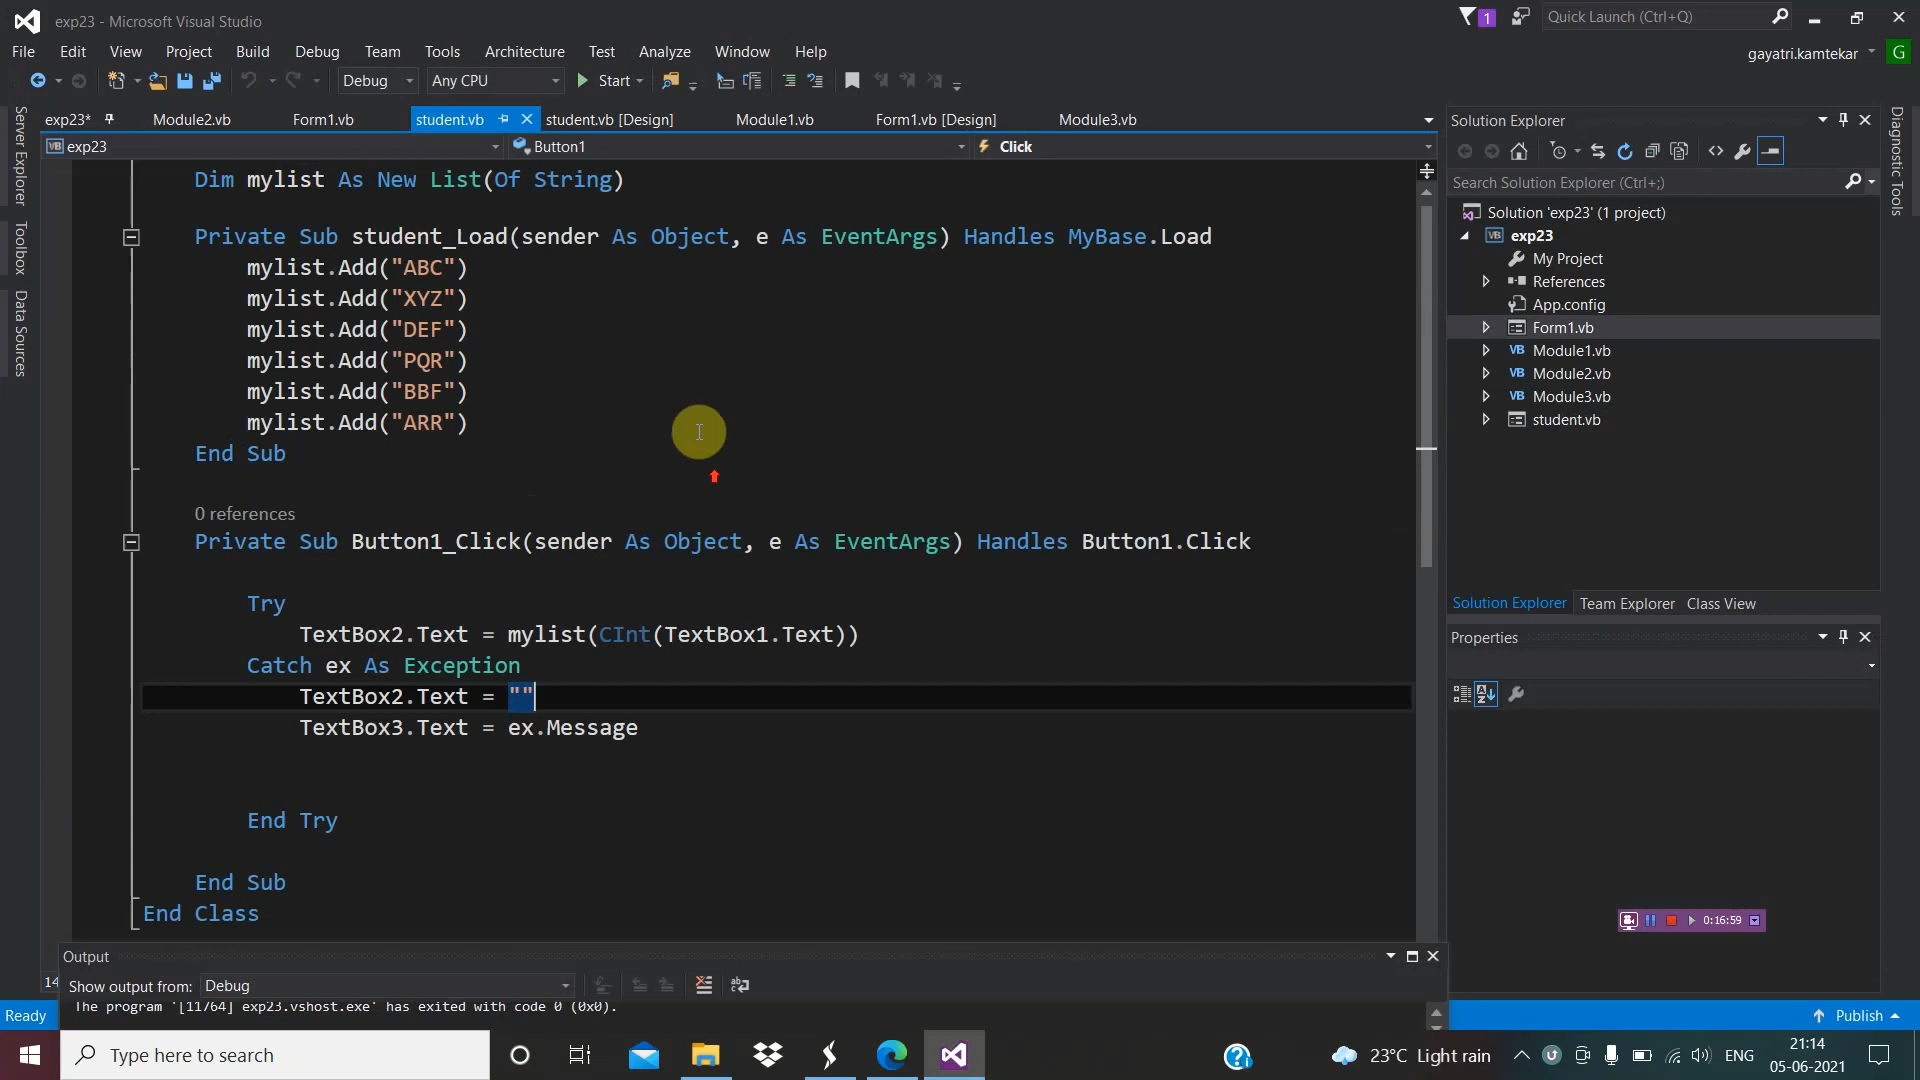 exp23 - Microsoft Visual Studio
1
Quick Launch (Ctrl+Q)
File Edit View Project Build Debug Team Tools Architecture Test Analyze Window Help
gayatri.kamtekar G
Debug Any CPU Start
exp23* Module2.vb Form1.vb student.vb student.vb [Design] Module1.vb Form1.vb [Design] Module3.vb
VB exp23 Button1 Click
Server Explorer
Toolbox
Data Sources
Dim mylist As New List(Of String)
Private Sub student_Load(sender As Object, e As EventArgs) Handles MyBase.Load
mylist.Add("ABC")
mylist.Add("XYZ")
mylist.Add("DEF")
mylist.Add("PQR")
mylist.Add("BBF")
mylist.Add("ARR")
End Sub
0 references
Private Sub Button1_Click(sender As Object, e As EventArgs) Handles Button1.Click
Try
TextBox2.Text = mylist(CInt(TextBox1.Text))
Catch ex As Exception
TextBox2.Text = ""
TextBox3.Text = ex.Message
End Try
End Sub
End Class
Solution Explorer
Search Solution Explorer (Ctrl+;)
Solution 'exp23' (1 project)
VB exp23
My Project
References
App.config
Form1.vb
VB Module1.vb
VB Module2.vb
VB Module3.vb
student.vb
Solution Explorer Team Explorer Class View
Properties
Diagnostic Tools
0:16:59
Output
14
Show output from: Debug
The program '[11764] exp23.vshost.exe' has exited with code 0 (0x0).
Ready
Publish
Type here to search
23°C Light rain
ENG
21:14
05-06-2021